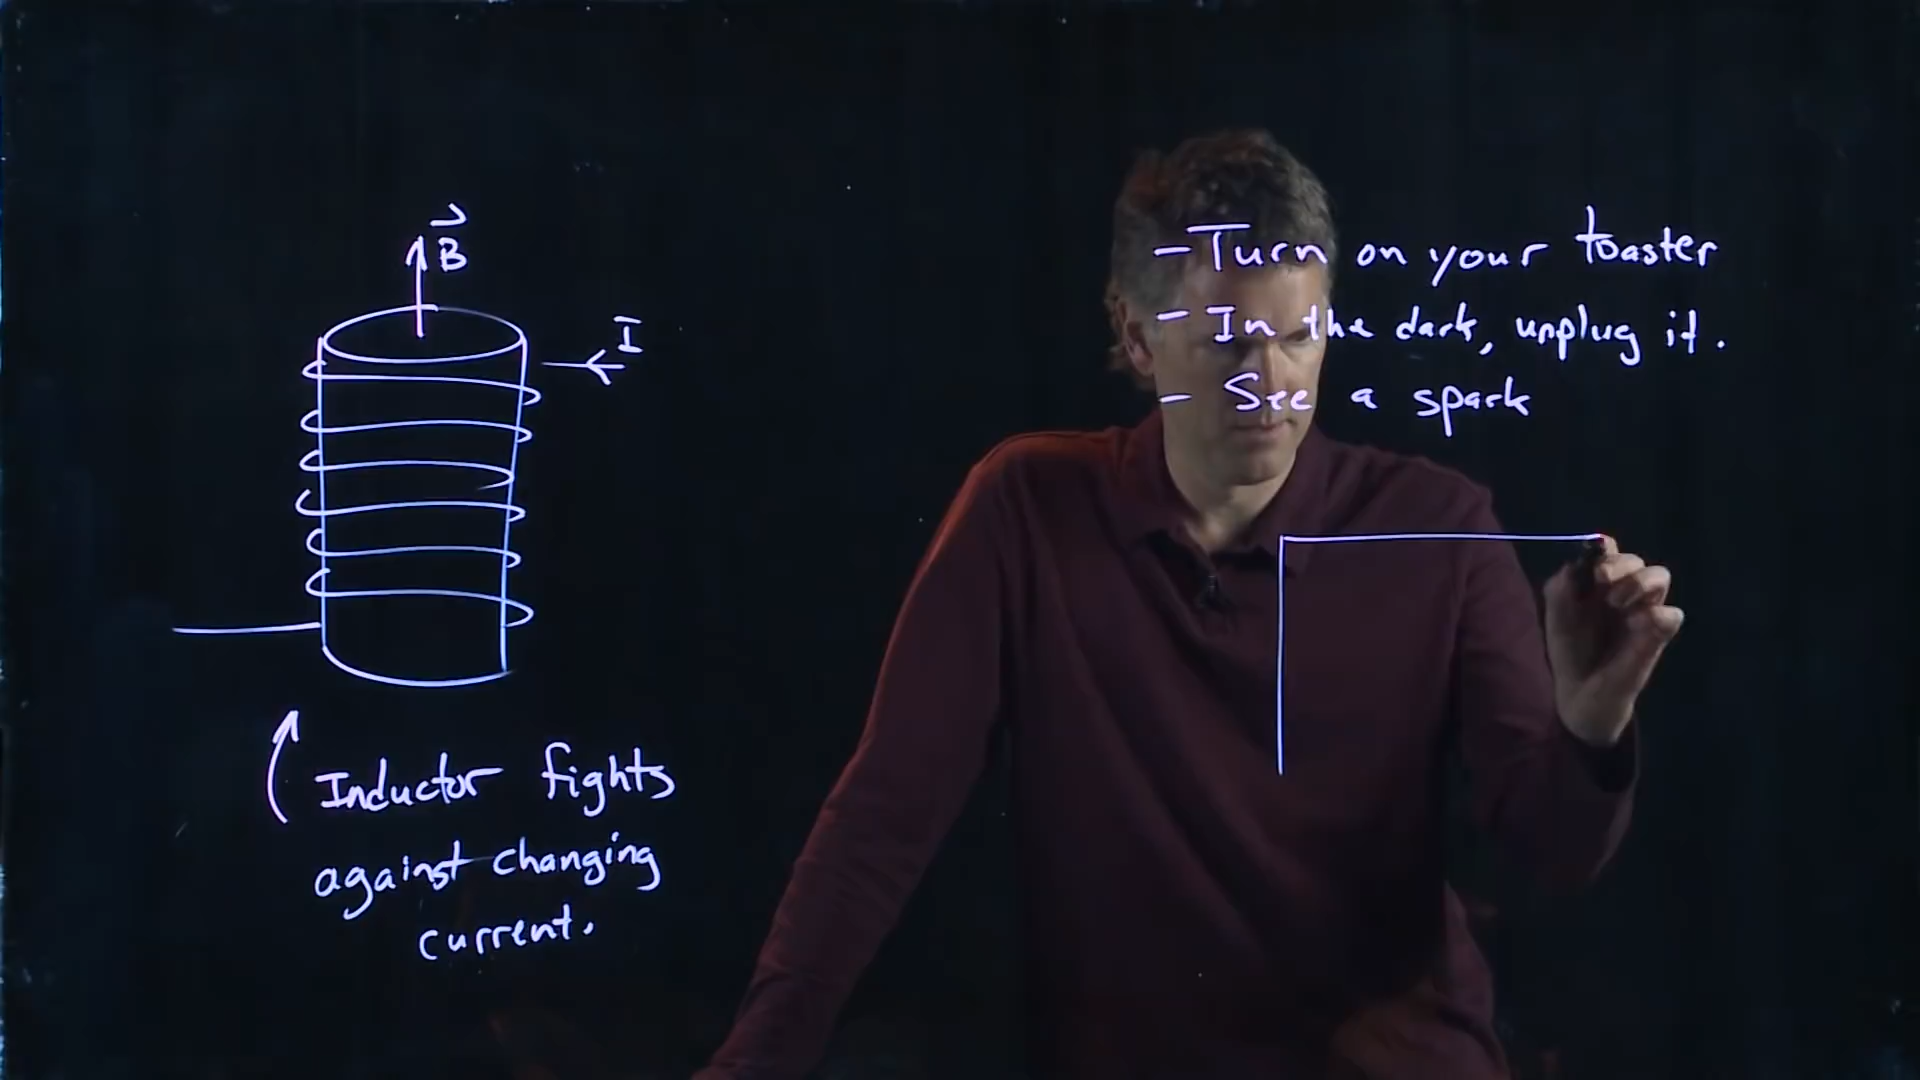 B
I
Inductor fights
against changing
current.
- Turn on your toaster
- In the dark, unplug it.
- See a spark